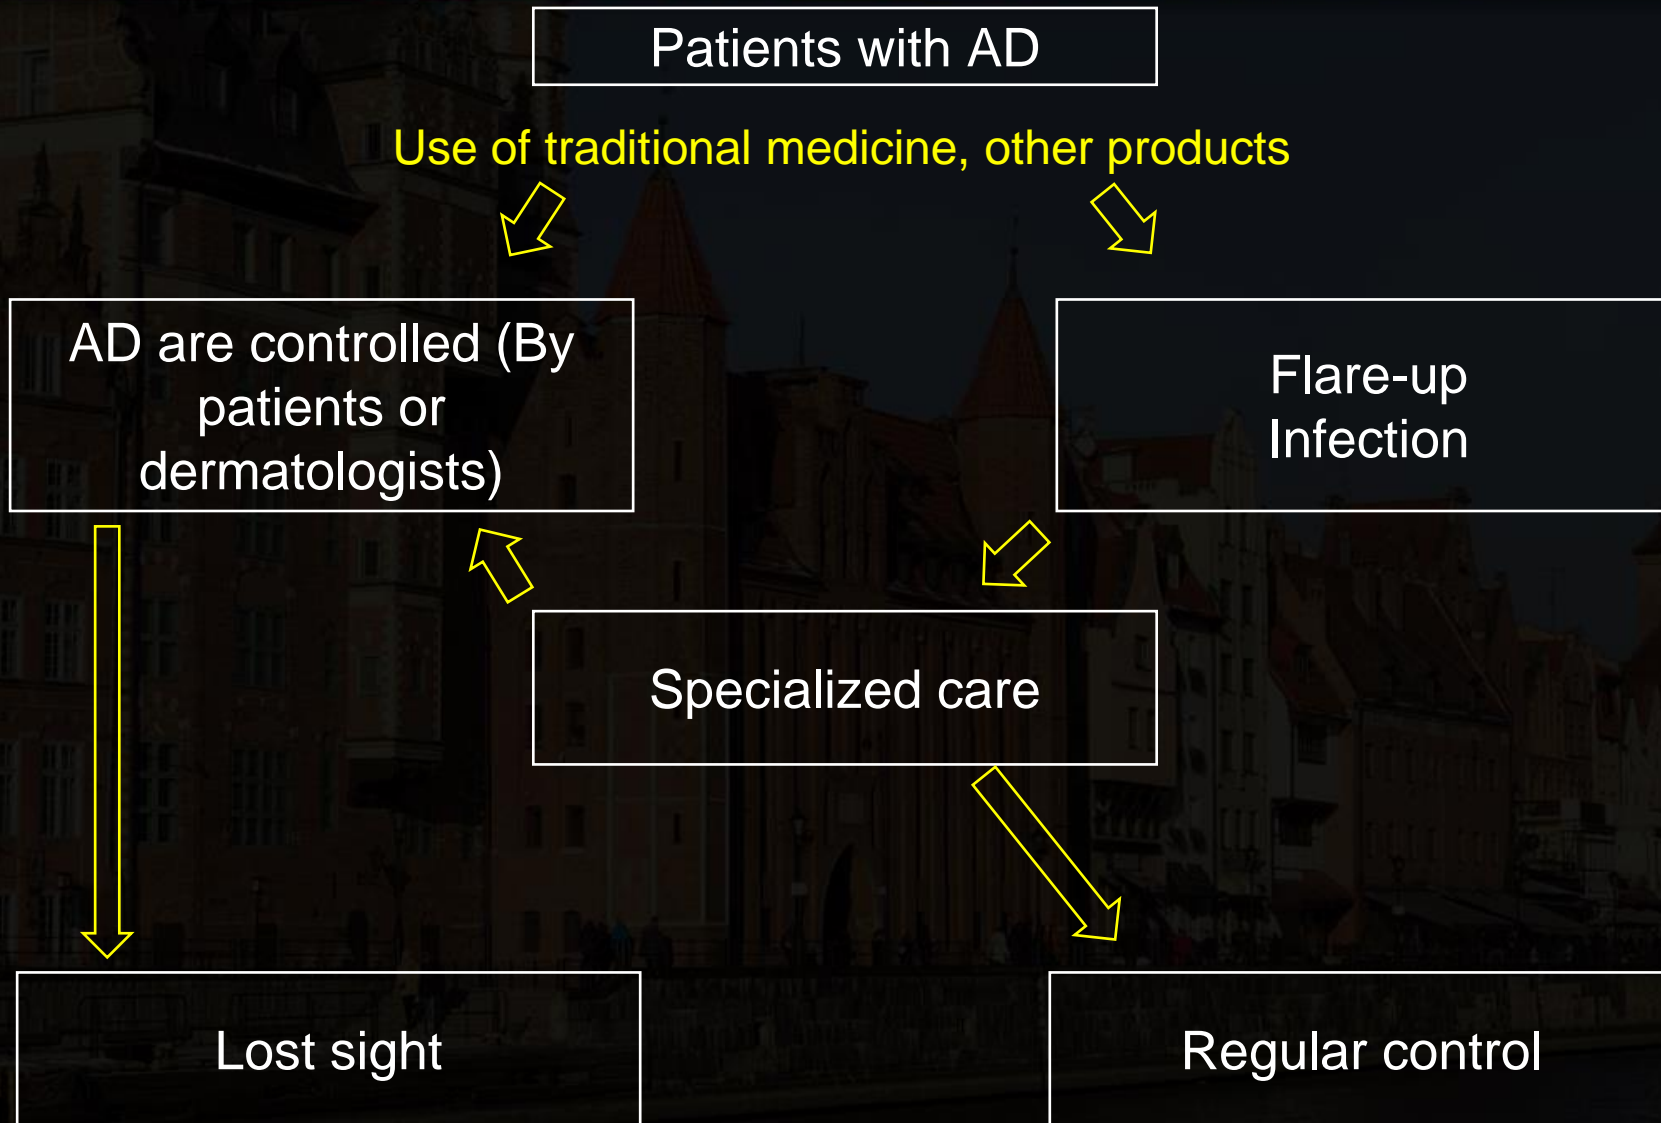 Patients with AD
Use of traditional medicine, other products
AD are controlled (By
patients or
dermatologists)
Flare-up
Infection
Specialized care
Lost sight
Regular control